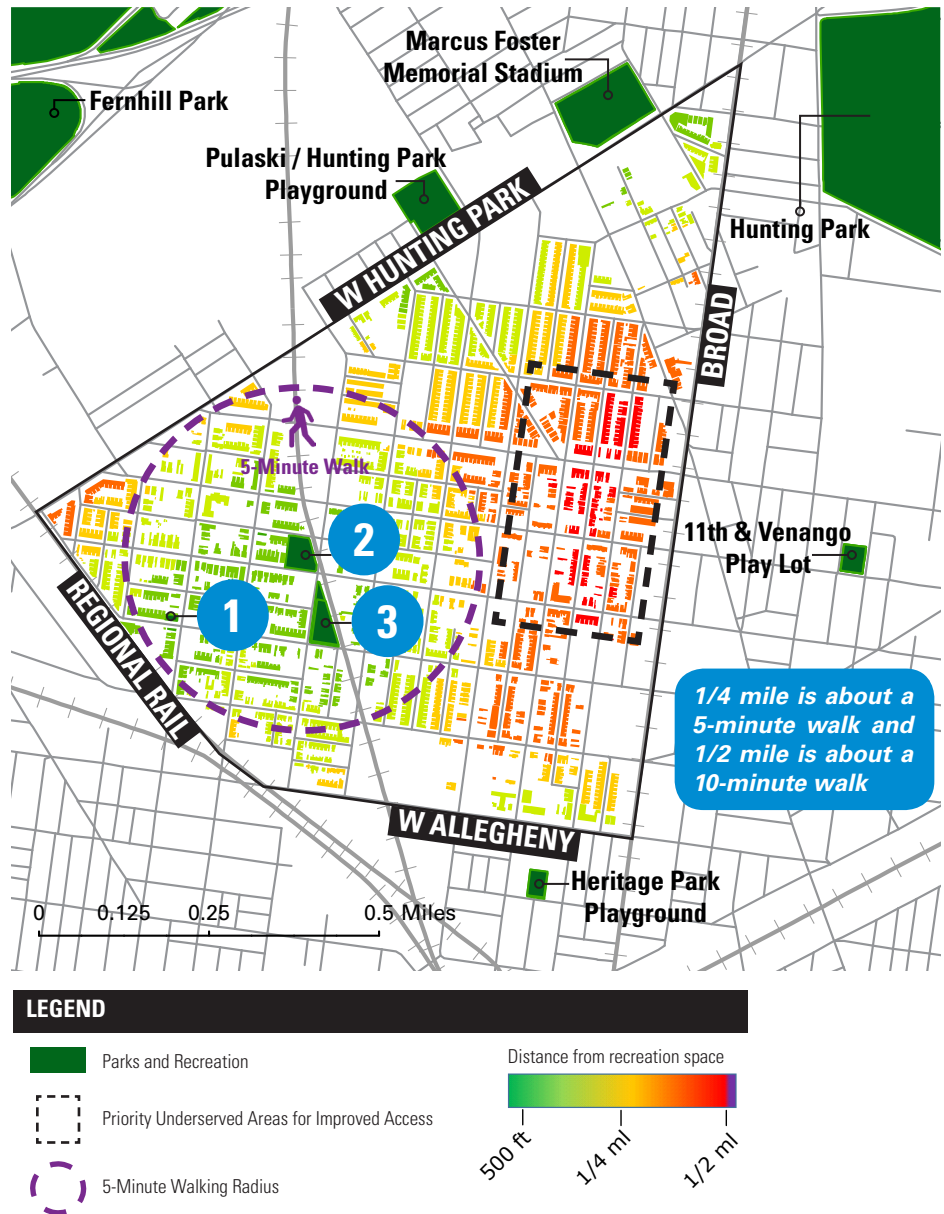 Marcus Foster
Memorial Stadium
Fernhill Park
Pulaski / Hunting Park
Playground
Hunting Park
W HUNTING PARK
BROAD
5-Minute Walk
2
11th & Venango
Play Lot
1
3
REGIONAL RAIL
1/4 mile is about a
5-minute walk and
1/2 mile is about a
10-minute walk
W ALLEGHENY
Heritage Park
Playground
0 0.125 0.25 0.5 Miles
LEGEND
Parks and Recreation
Priority Underserved Areas for Improved Access
5-Minute Walking Radius
Distance from recreation space
500 ft
1/4 ml
1/2 ml